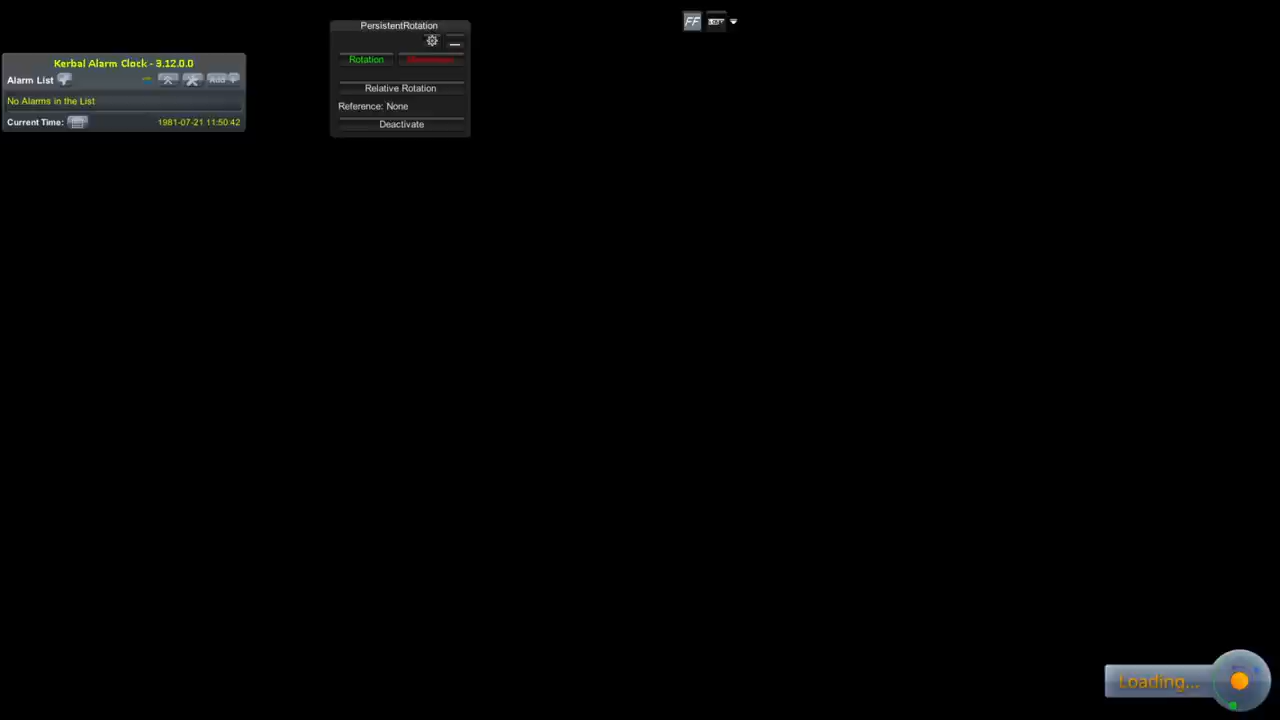 PersistentRotation
FF
Kerbal Alarm Clock - 3.12.0.0
Rotation
Alarm List
Add +
Relative Rotation
No Alarms in the List
Reference: None
Current Time:
1981-07-21 11:50:42
Deactivate
Loading...